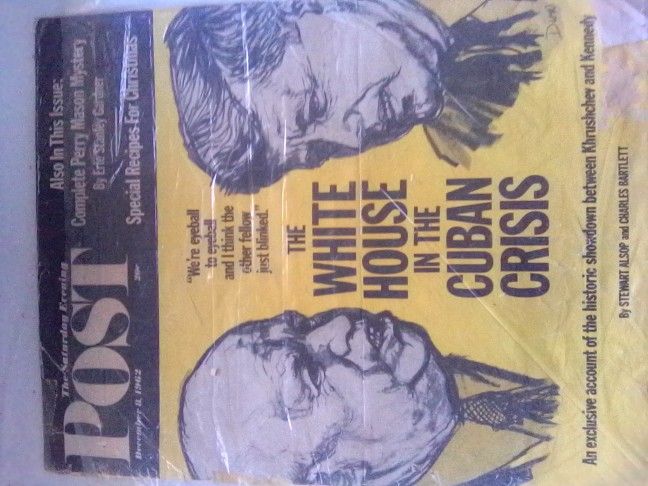 The Saturday Evening
POST
December 8, 1962
20¢
Also In This Issue:
Complete Perry Mason Mystery
By Erle Stanley Gardner
Special Recipes For Christmas
"We're eyeball
to eyeball
and I think the
other fellow
just blinked."
THE
WHITE
HOUSE
IN THE
CUBAN
CRISIS
An exclusive account of the historic showdown between Khrushchev and Kennedy
By STEWART ALSOP and CHARLES BARTLETT